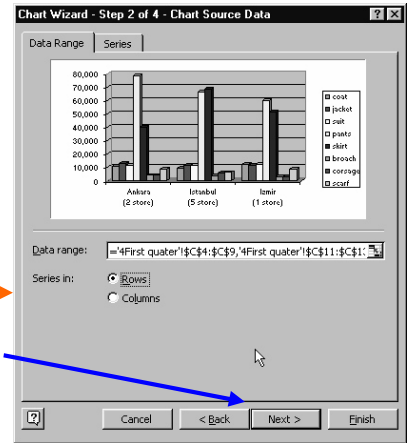 Chart Wizard - Step 2 of 4 - Chart Source Data
Data Range
Series
80,000
70,000
60,000
50,000
40,000
30,000
20,000
10,000
0
Ankara
(2 store)
Istanbul
(5 store)
Izmir
(1 store)
coat
jacket
suit
pants
skirt
broach
corsage
scarf
Data range:
='4First quater'!$C$4:$C$9,'4First quater'!$C$11:$C$1
Series in:
Rows
Columns
Cancel
< Back
Next >
Finish